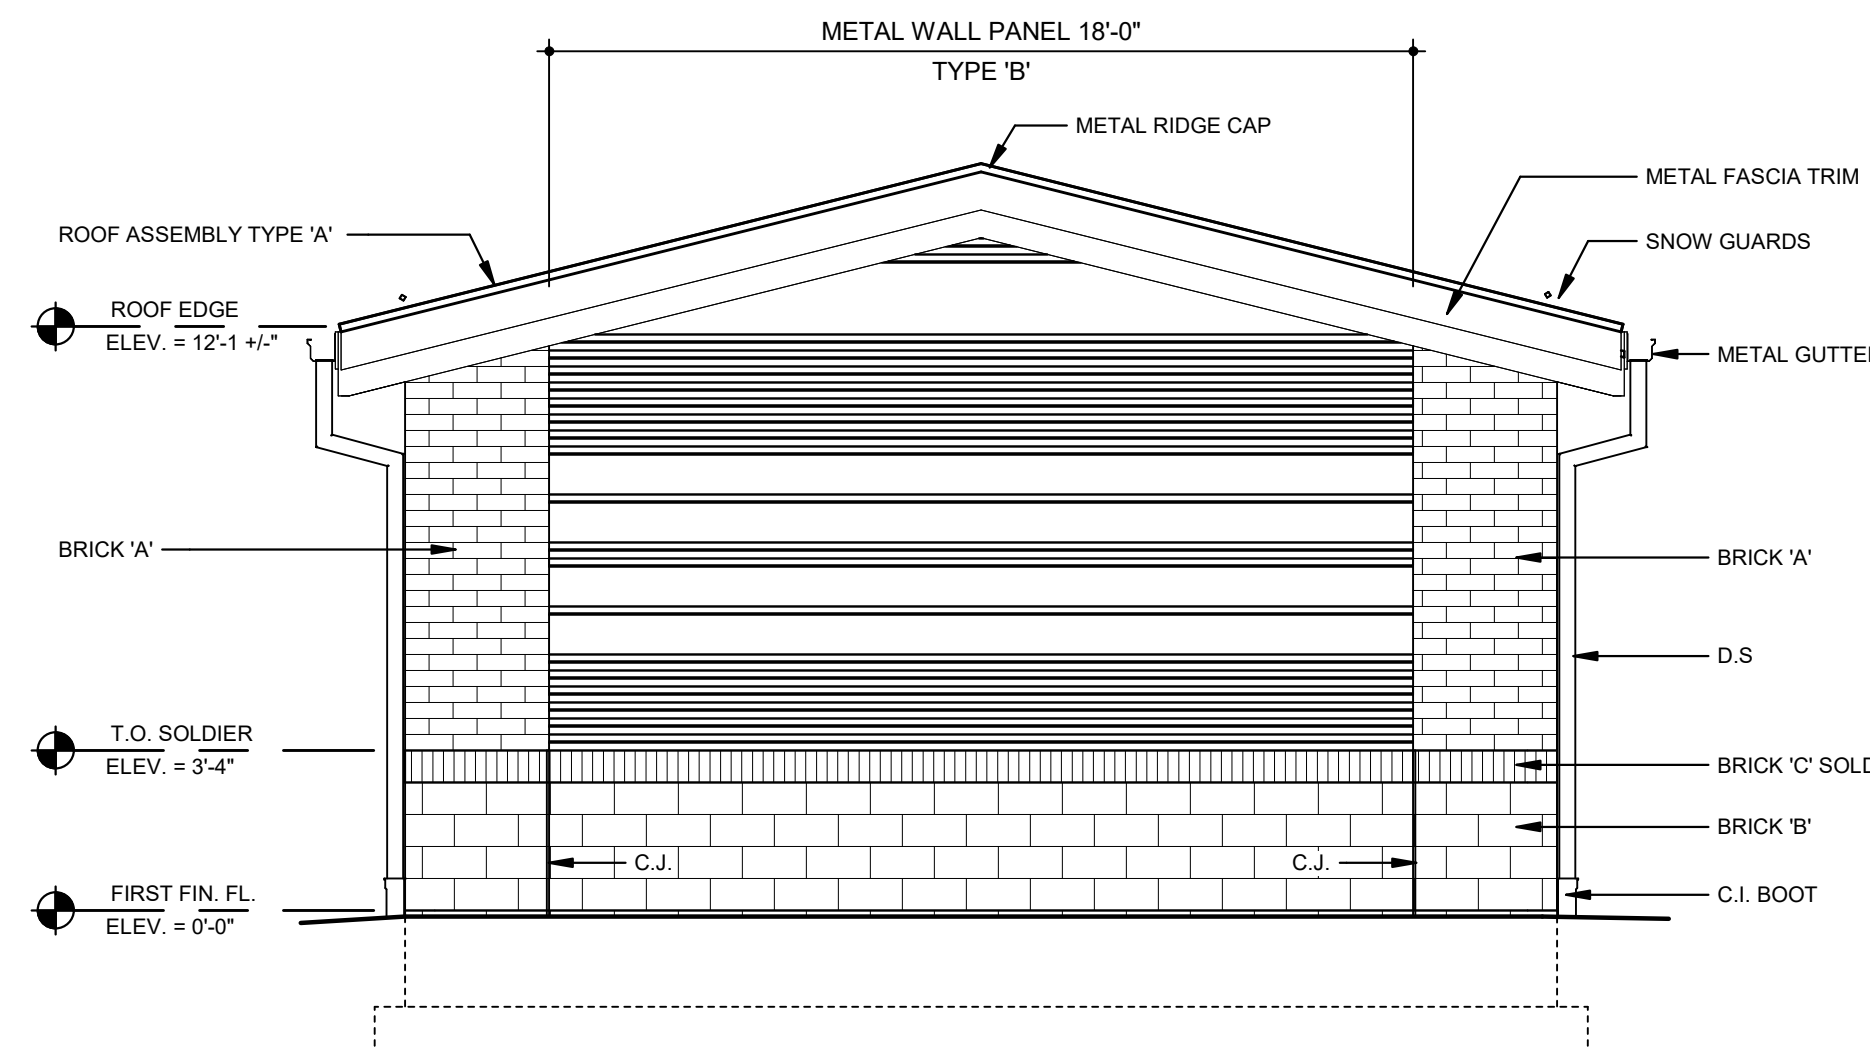 METAL WALL PANEL 18'-0"
TYPE 'B'
METAL RIDGE CAP
METAL FASCIA TRIM
ROOF ASSEMBLY TYPE 'A'
SNOW GUARDS
ROOF EDGE
ELEV. = 12'-1 +/-"
METAL GUTTE
BRICK 'A'
BRICK 'A'
D.S
T.O. SOLDIER
ELEV. = 3'-4"
BRICK 'C' SOL
BRICK 'B'
C.J.
C.J.
FIRST FIN. FL.
ELEV. = 0'-0"
C.I. BOOT